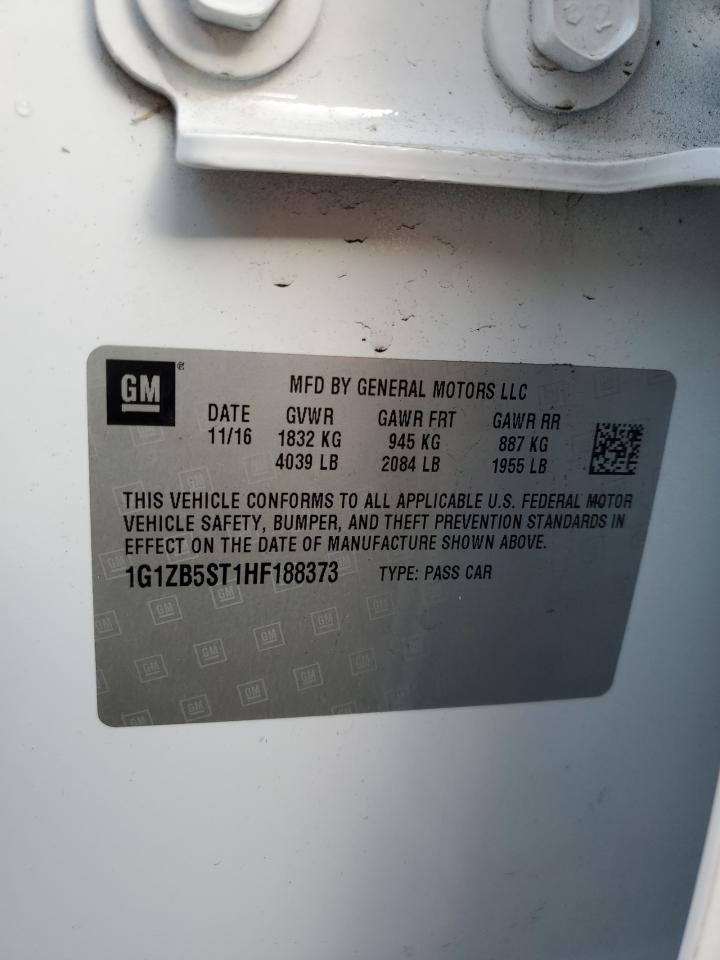 82
GM ®
MFD BY GENERAL MOTORS LLC
DATE GVWR GAWR FRT GAWR RR
11/16 1832 KG 945 KG 887 KG
4039 LB 2084 LB 1955 LB
THIS VEHICLE CONFORMS TO ALL APPLICABLE U.S. FEDERAL MOTOR
VEHICLE SAFETY, BUMPER, AND THEFT PREVENTION STANDARDS IN
EFFECT ON THE DATE OF MANUFACTURE SHOWN ABOVE.
1G1ZB5ST1HF188373 TYPE: PASS CAR